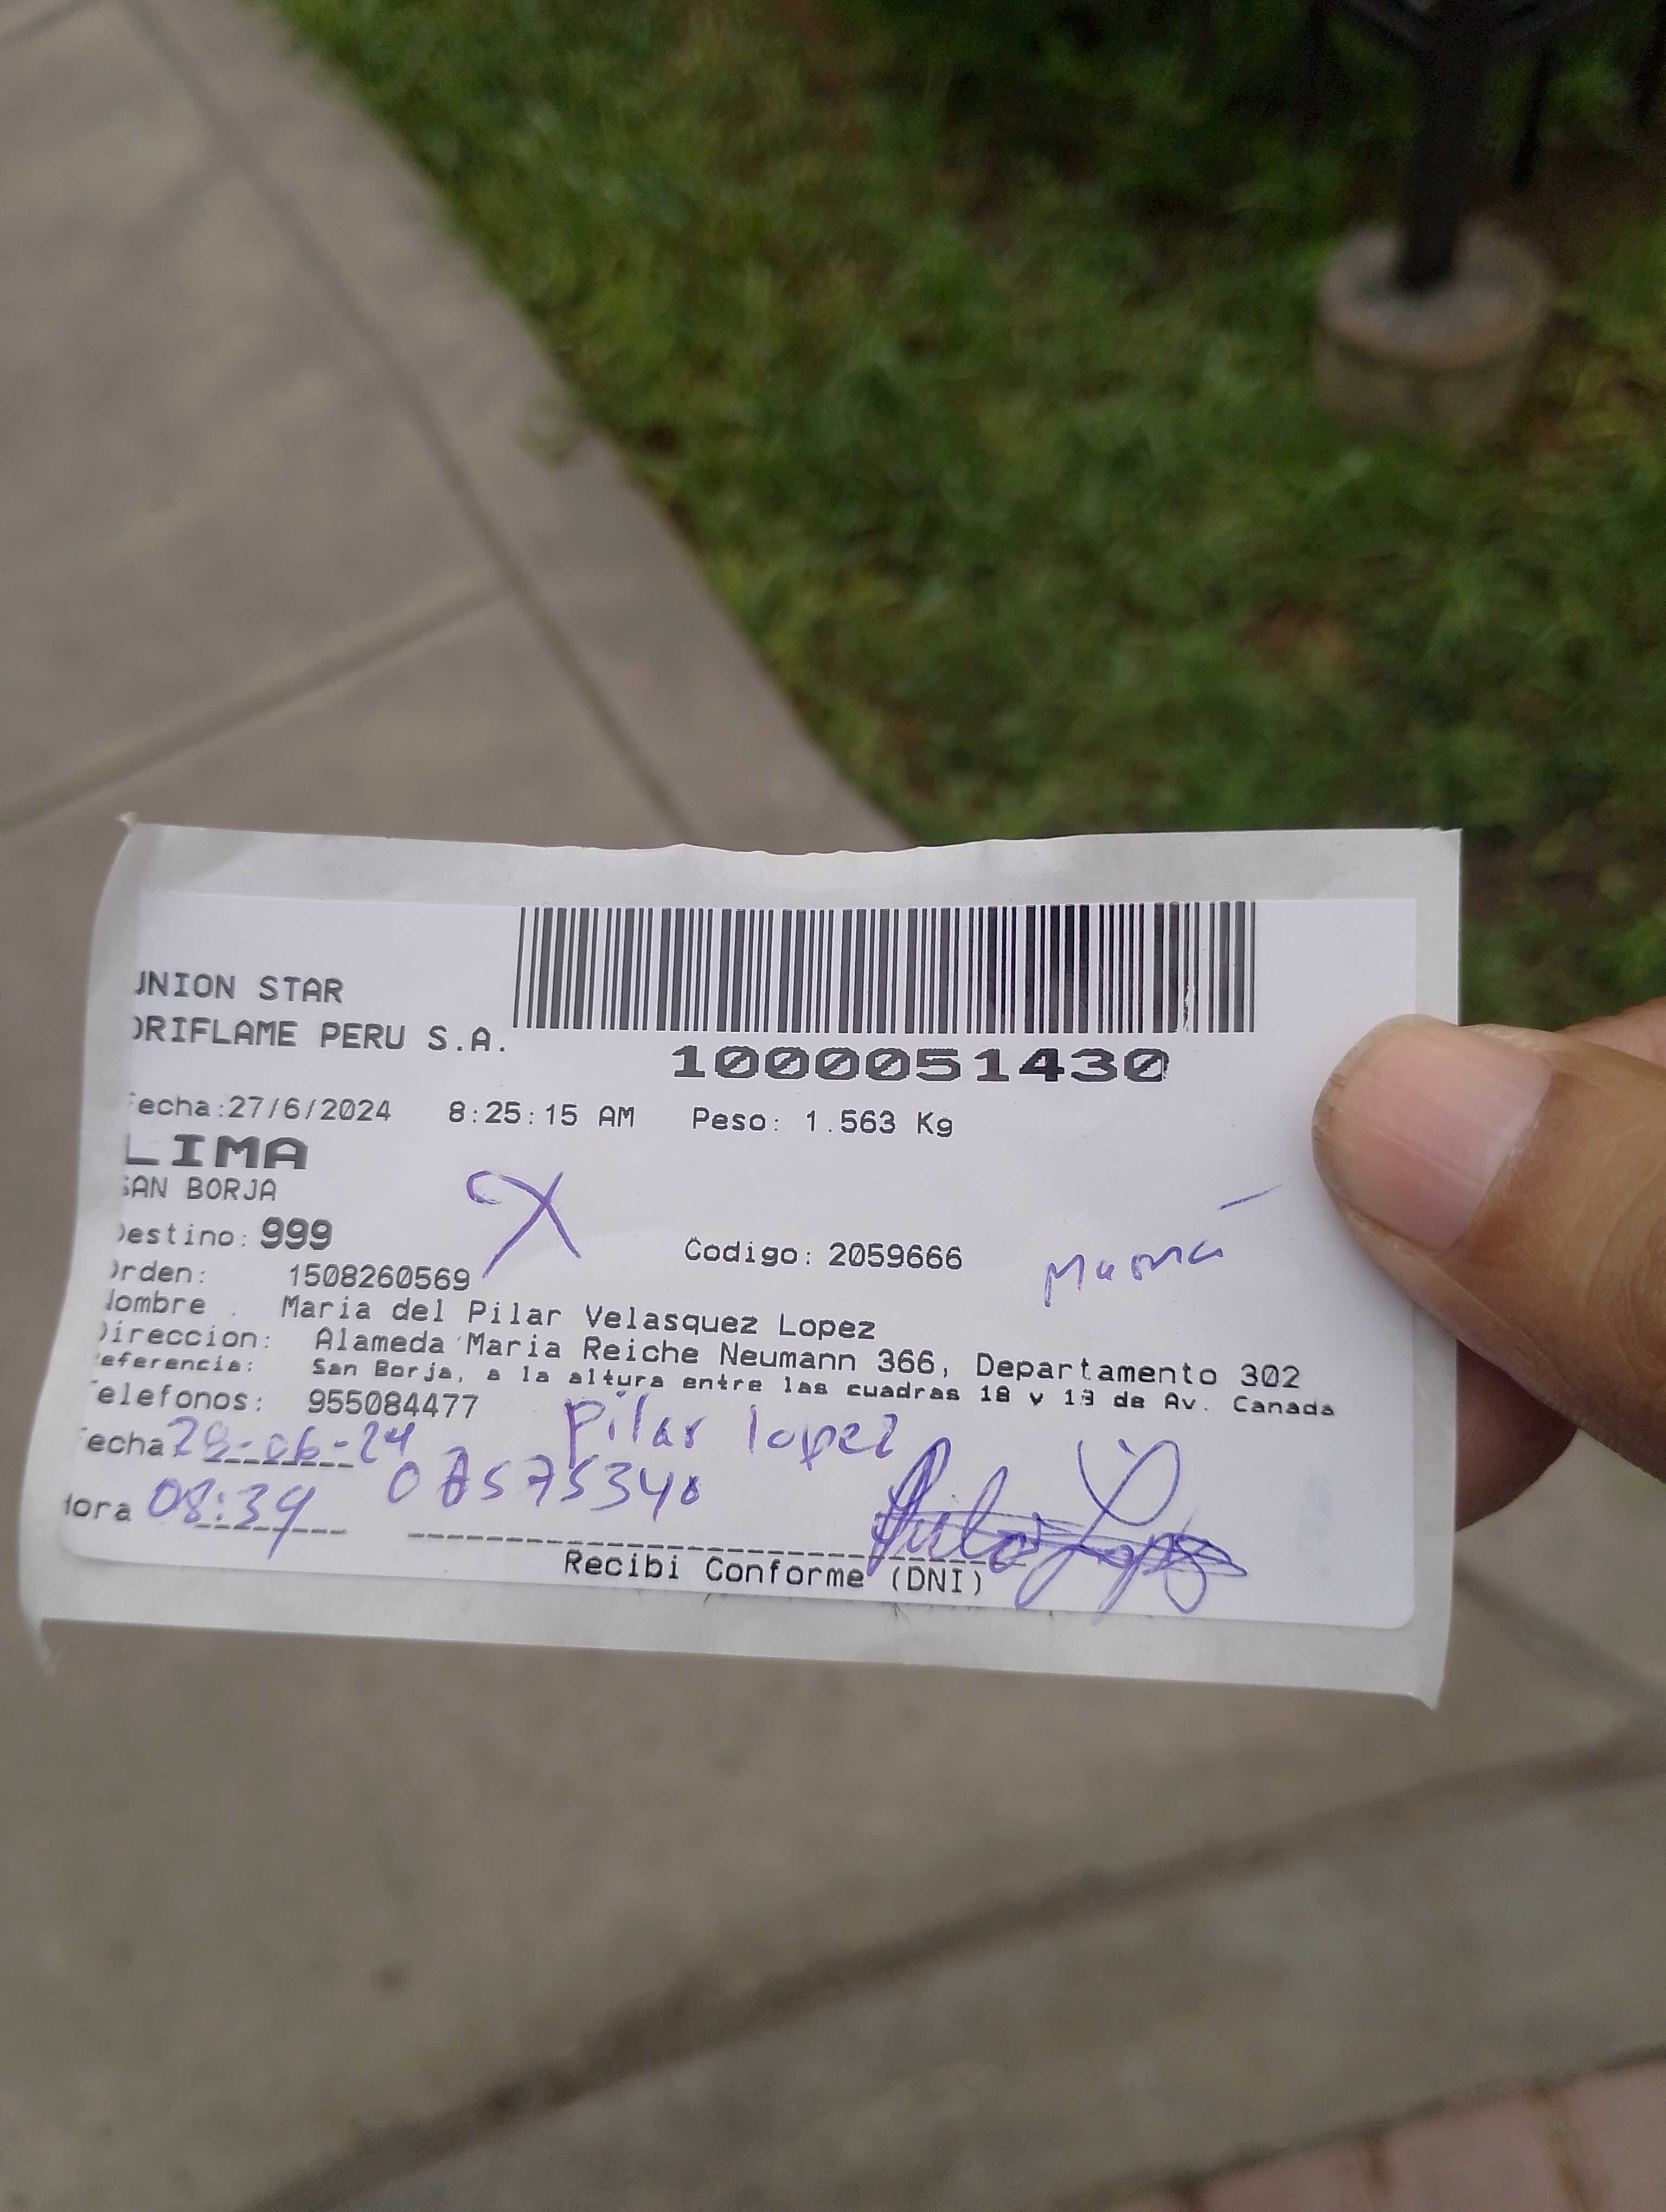 UNION STAR
ORIFLAME PERU S.A.
1000051430
Fecha:27/6/2024 8:25:15 AM Peso: 1.563 Kg
LIMA
SAN BORJA
Destino: 999
Codigo: 2059666 Mamá
Orden: 1508260569
Nombre : Maria del Pilar Velasquez Lopez
Direccion: Alameda Maria Reiche Neumann 366, Departamento 302
Referencia: San Borja, a la altura entre las cuadras 18 y 19 de Av. Canada
Telefonos: 955084477
Pilar lopez
Fecha 28-06-24
Hora 08:39
Recibi Conforme (DNI)